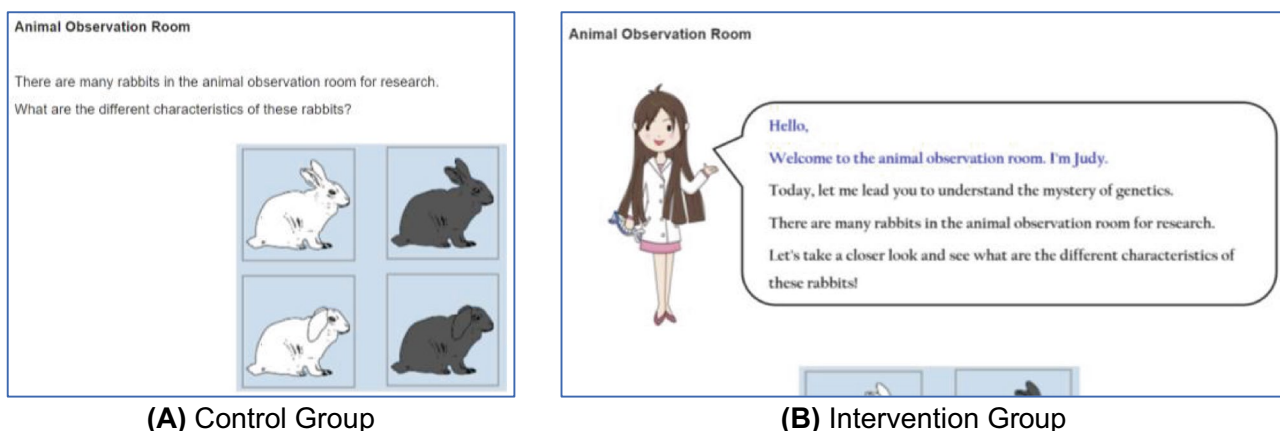 Animal Observation Room
There are many rabbits in the animal observation room for research.
What are the different characteristics of these rabbits?
(A) Control Group
Animal Observation Room
Hello,
Welcome to the animal observation room. I'm Judy.
Today, let me lead you to understand the mystery of genetics.
There are many rabbits in the animal observation room for research.
Let's take a closer look and see what are the different characteristics of
these rabbits!
(B) Intervention Group